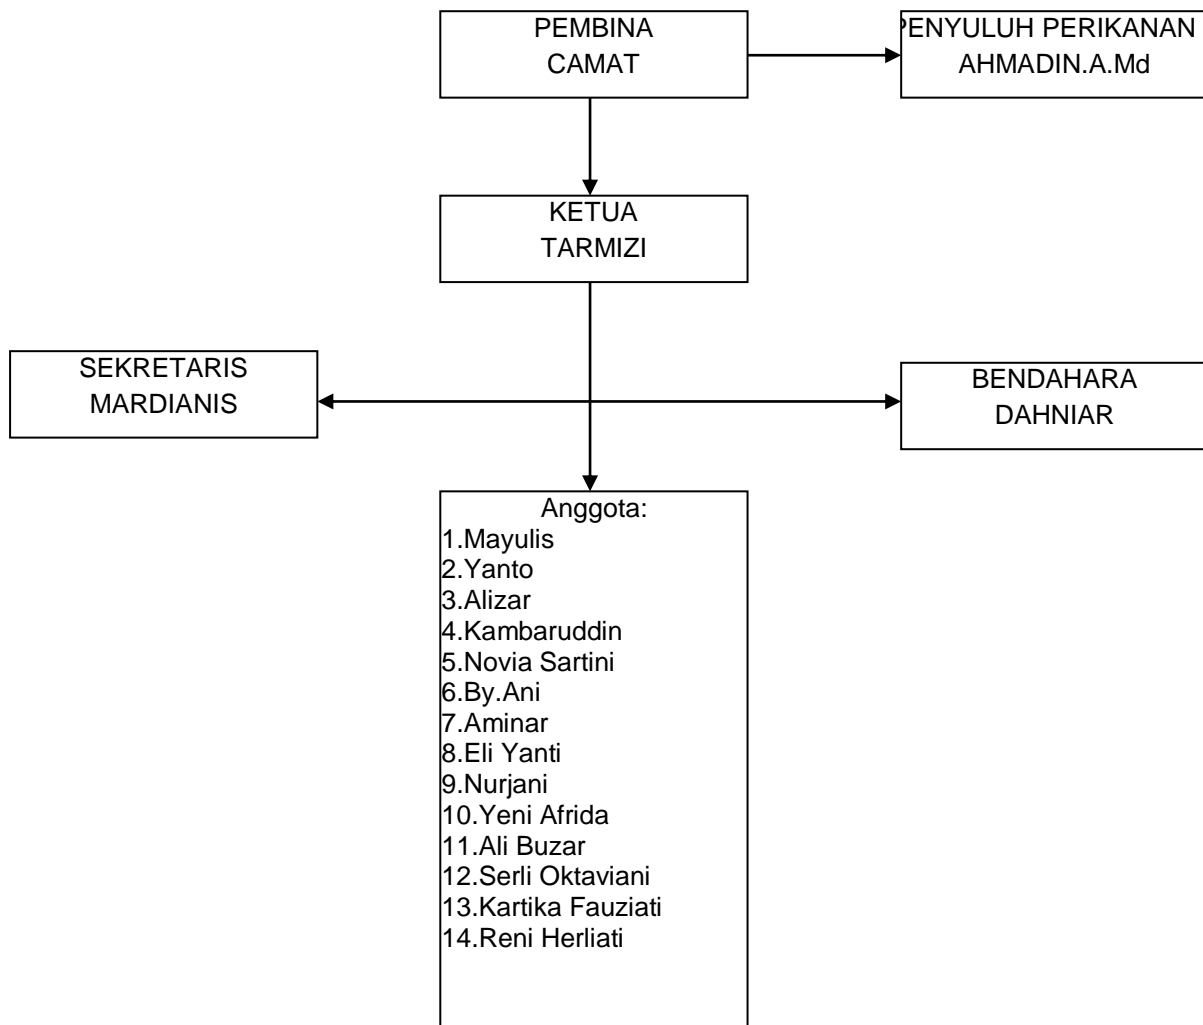 PEMBINA
CAMAT
PENYULUH PERIKANAN
AHMADIN.A.Md
KETUA
TARMIZI
SEKRETARIS
MARDIANIS
BENDAHARA
DAHNIAR
Anggota:
1.Mayulis
2.Yanto
3.Alizar
4.Kambaruddin
5.Novia Sartini
6.By.Ani
7.Aminar
8.Eli Yanti
9.Nurjani
10.Yeni Afrida
11.Ali Buzar
12.Serli Oktaviani
13.Kartika Fauziati
14.Reni Herliati